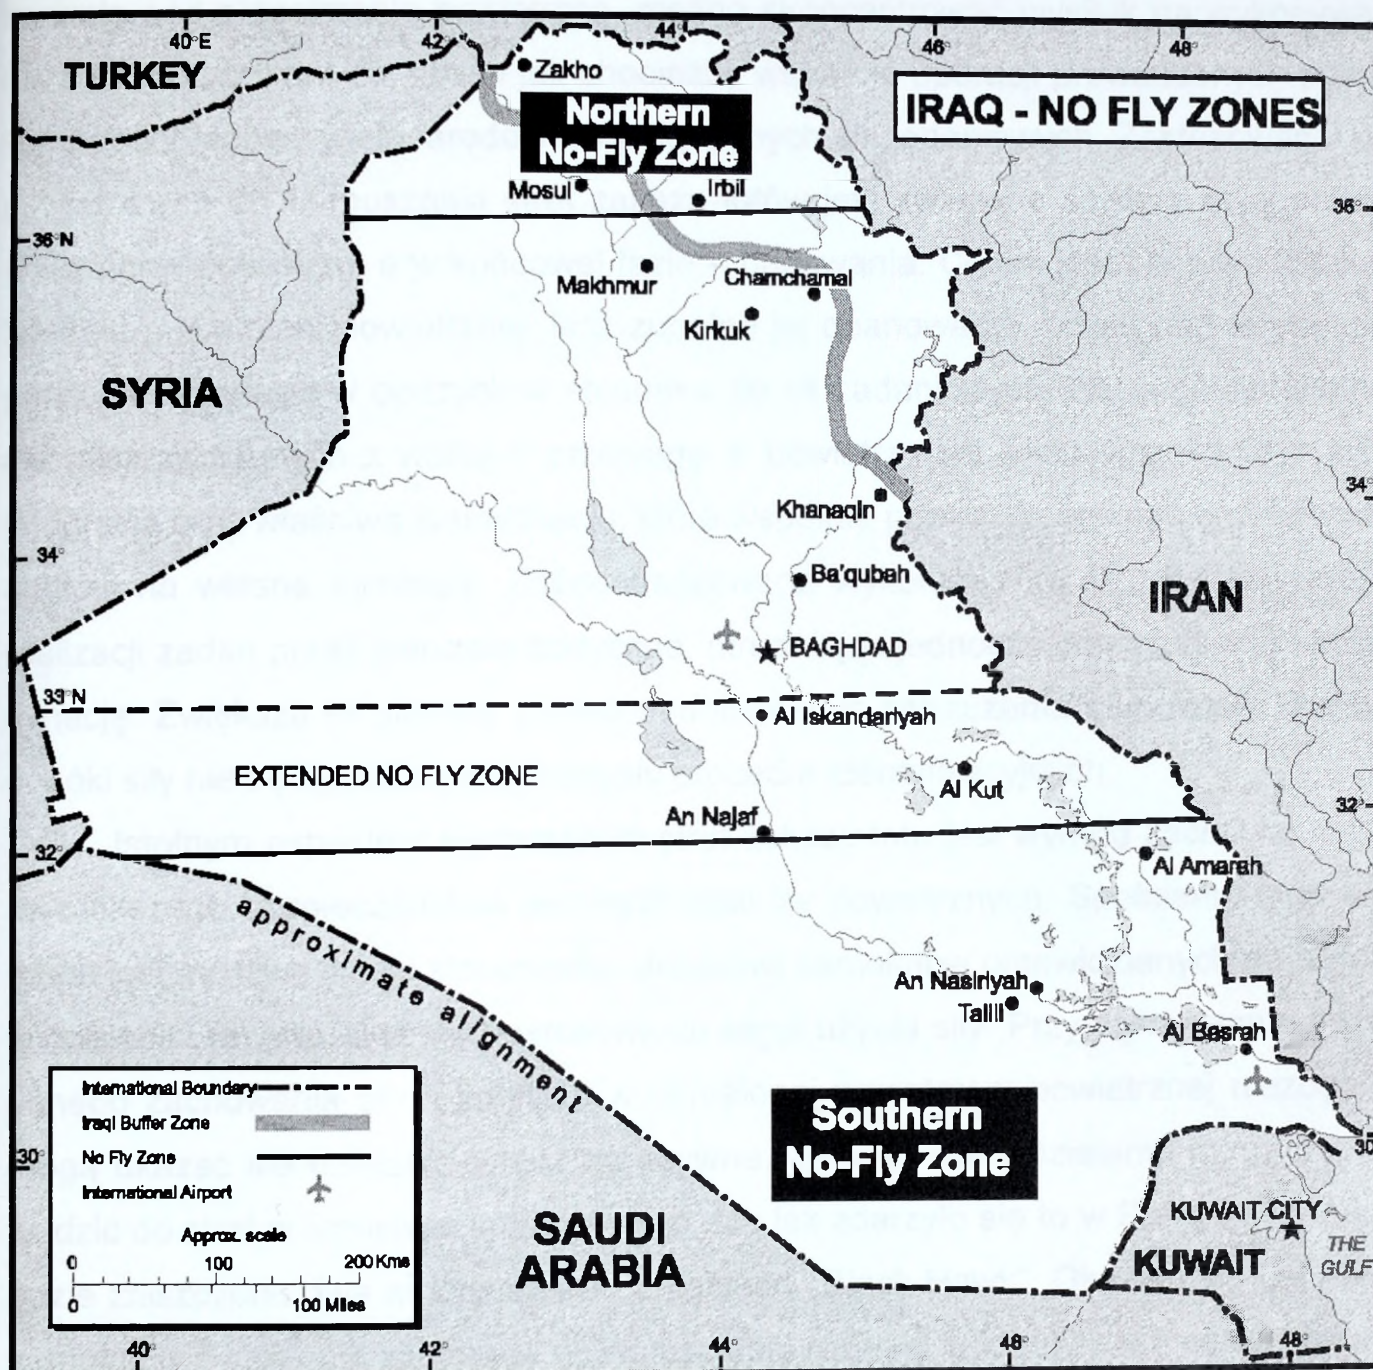 40°E
42°
44°
46°
48°
TURKEY
Zakho
IRAQ - NO FLY ZONES
Northern
No-Fly Zone
Mosul
Irbil
36°N
36°
Makhmur
Chamchamal
Kirkuk
SYRIA
34°
Khanaqin
34°
Ba'qubah
IRAN
BAGHDAD
33°N
Al Iskandariyah
EXTENDED NO FLY ZONE
Al Kut
An Najaf
32°
32°
Al Amarah
approximate alignment
An Nasiriyah
Talill
Al Basrah
International Boundary
Iraqi Buffer Zone
No Fly Zone
International Airport
Approx. scale
0 100 200 Kms
0 100 Miles
Southern
No-Fly Zone
30°
30
SAUDI
ARABIA
KUWAIT CITY
KUWAIT
THE
GULF
40°
42°
44°
48°
48°